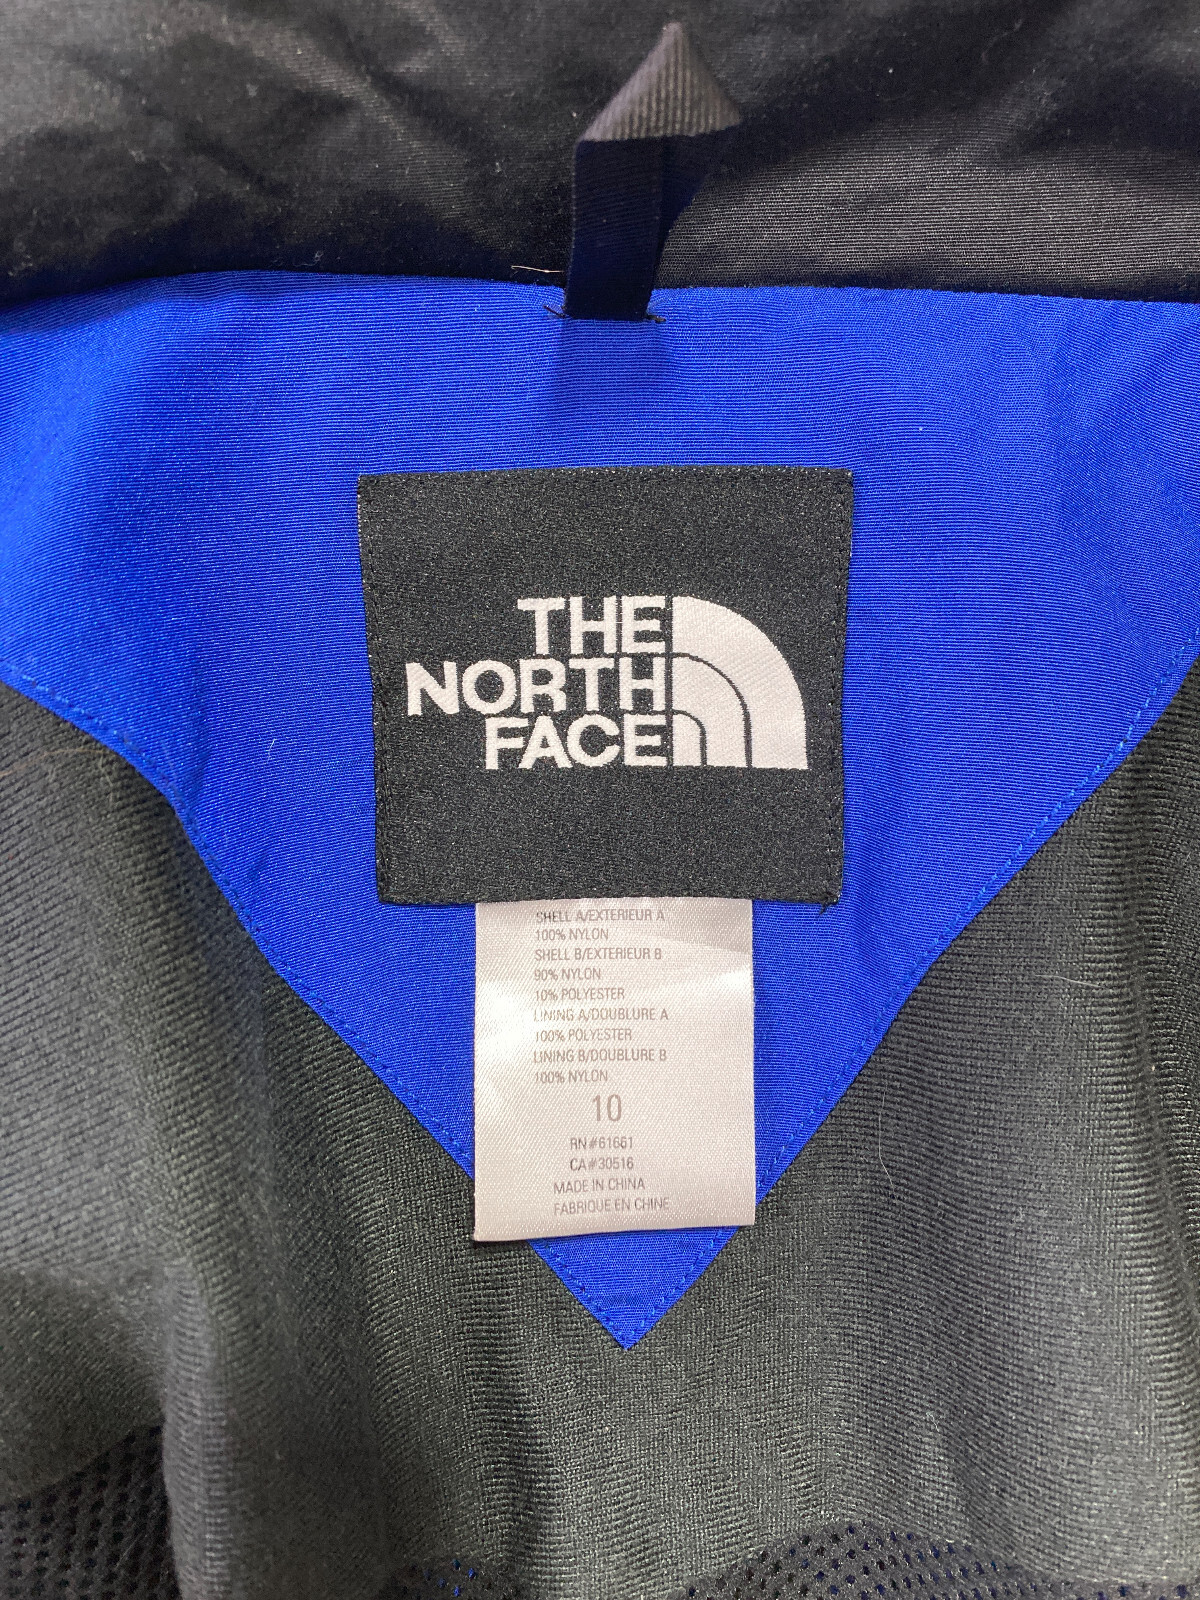 THE
NORTH
FACE
SHELL A/EXTERIEUR A
100% NYLON
SHELL B/EXTERIEUR B
90% NYLON
10% POLYESTER
LINING A/DOUBLURE A
100% POLYESTER
LINING B/DOUBLURE B
100% NYLON
10
RN#61661
CA#30516
MADE IN CHINA
FABRIQUE EN CHINE